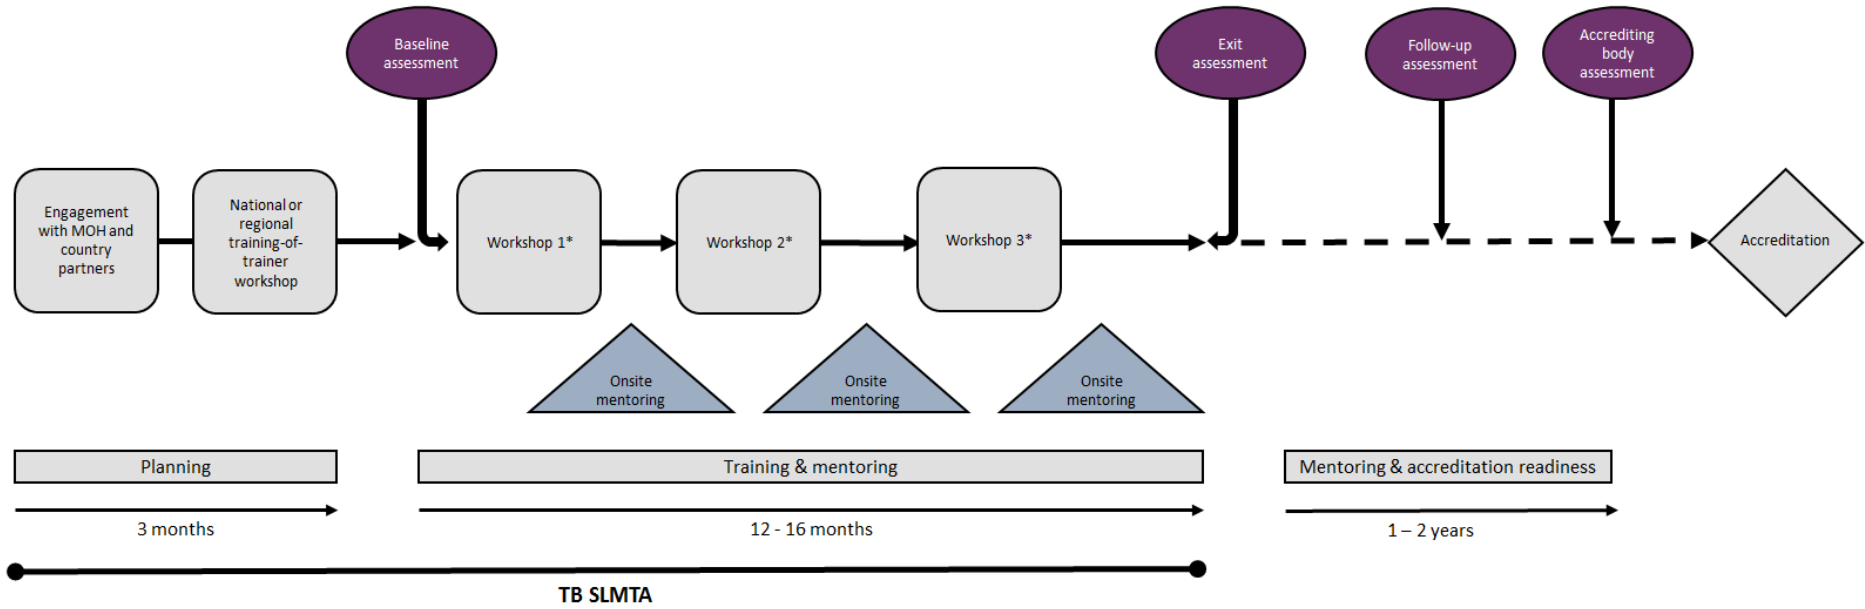 Baseline
assessment
Exit
assessment
Follow-up
assessment
Accrediting
body
assessment
Engagement
with MOH and
country
partners
National or
regional
training-of-
trainer
workshop
Workshop 1*
Workshop 2*
Workshop 3*
Accreditation
Onsite
mentoring
Onsite
mentoring
Onsite
mentoring
Planning
Training & mentoring
Mentoring & accreditation readiness
3 months
12 - 16 months
1 – 2 years
TB SLMTA